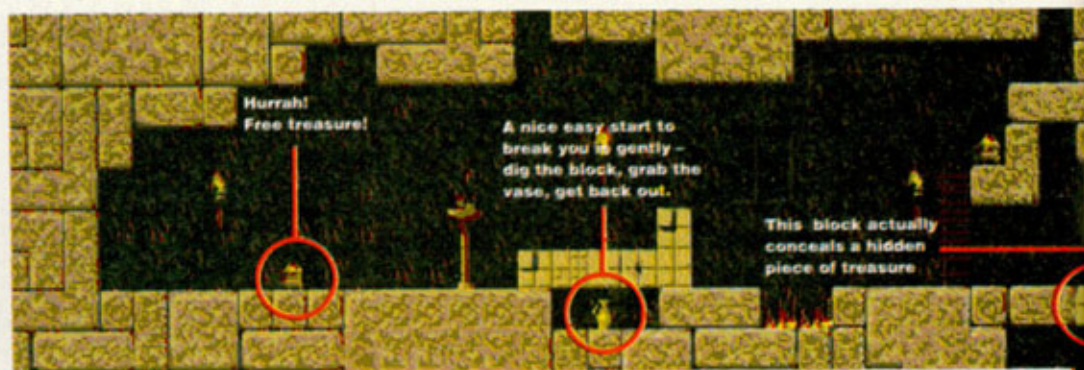 Hurrah!
Free treasure!
A nice easy start to
break you in gently –
dig the block, grab the
vase, get back out.
This block actually
conceals a hidden
piece of treasure